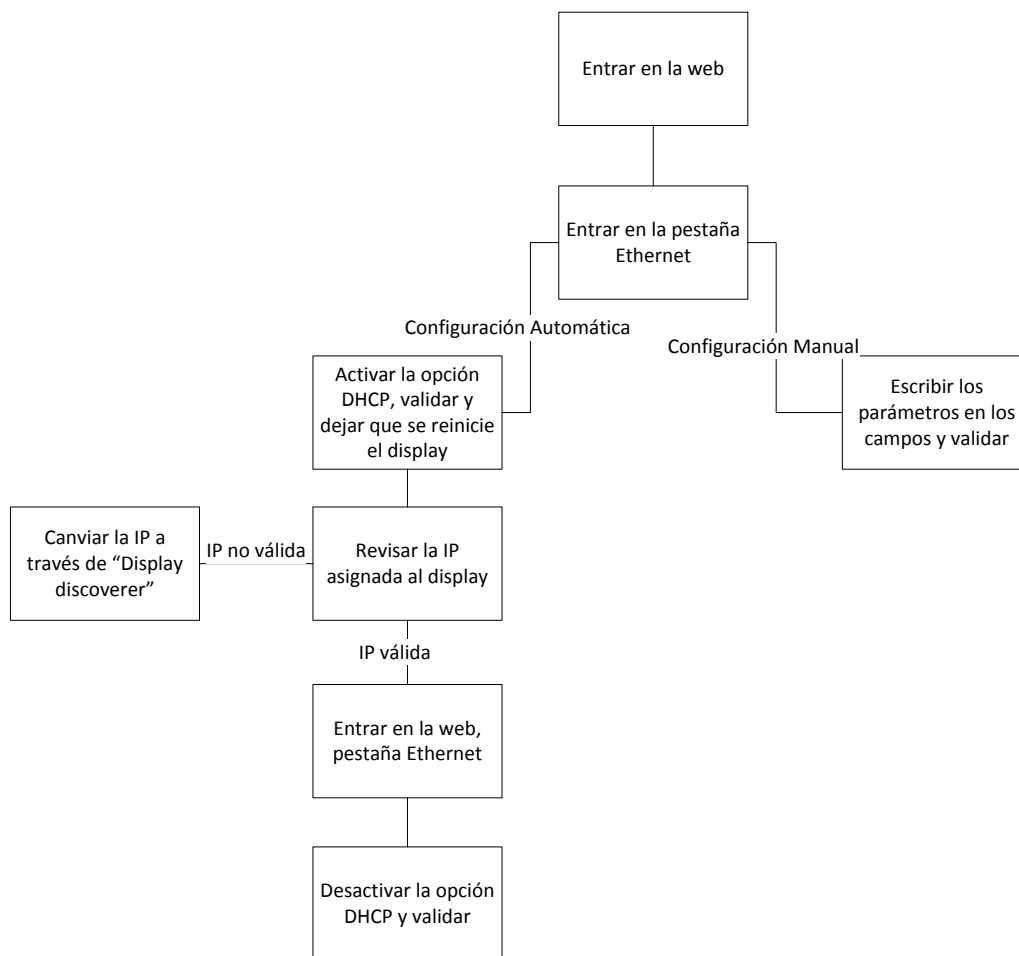 Entrar en la web
Entrar en la pestaña
Ethernet
Configuración Automática
Configuración Manual
Activar la opción
DHCP, validar y
dejar que se reinicie
el display
Escribir los
parámetros en los
campos y validar
Canviar la IP a
través de “Display
discoverer”
IP no válida
Revisar la IP
asignada al display
IP válida
Entrar en la web,
pestaña Ethernet
Desactivar la opción
DHCP y validar